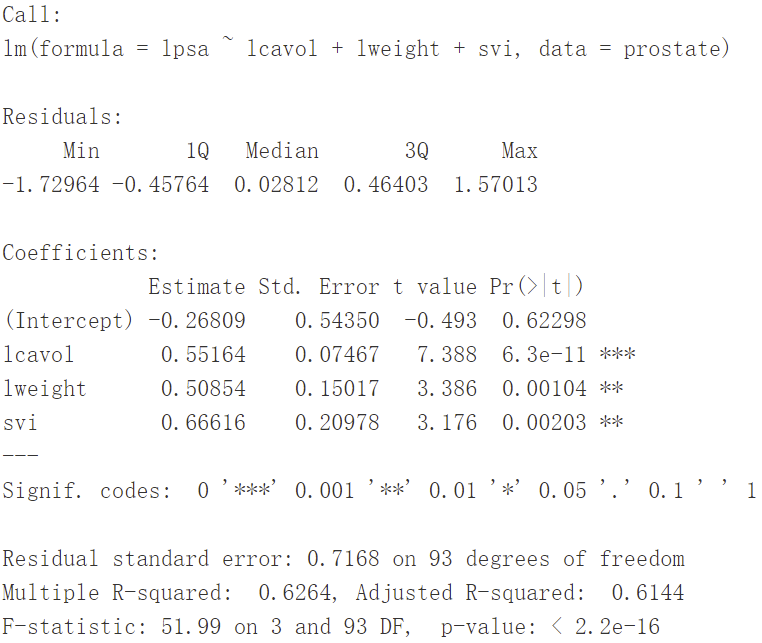 Call:
lm(formula = lpsa ~ lcavol + lweight + svi, data = prostate)
Residuals:
Min 1Q Median 3Q Max
-1.72964 -0.45764 0.02812 0.46403 1.57013
Coefficients:
Estimate Std. Error t value Pr(>|t|)
(Intercept) -0.26809 0.54350 -0.493 0.62298
lcavol 0.55164 0.07467 7.388 6.3e-11 ***
lweight 0.50854 0.15017 3.386 0.00104 **
svi 0.66616 0.20978 3.176 0.00203 **
---
Signif. codes: 0 '***' 0.001 '**' 0.01 '*' 0.05 '.' 0.1 ' ' 1
Residual standard error: 0.7168 on 93 degrees of freedom
Multiple R-squared: 0.6264, Adjusted R-squared: 0.6144
F-statistic: 51.99 on 3 and 93 DF, p-value: < 2.2e-16